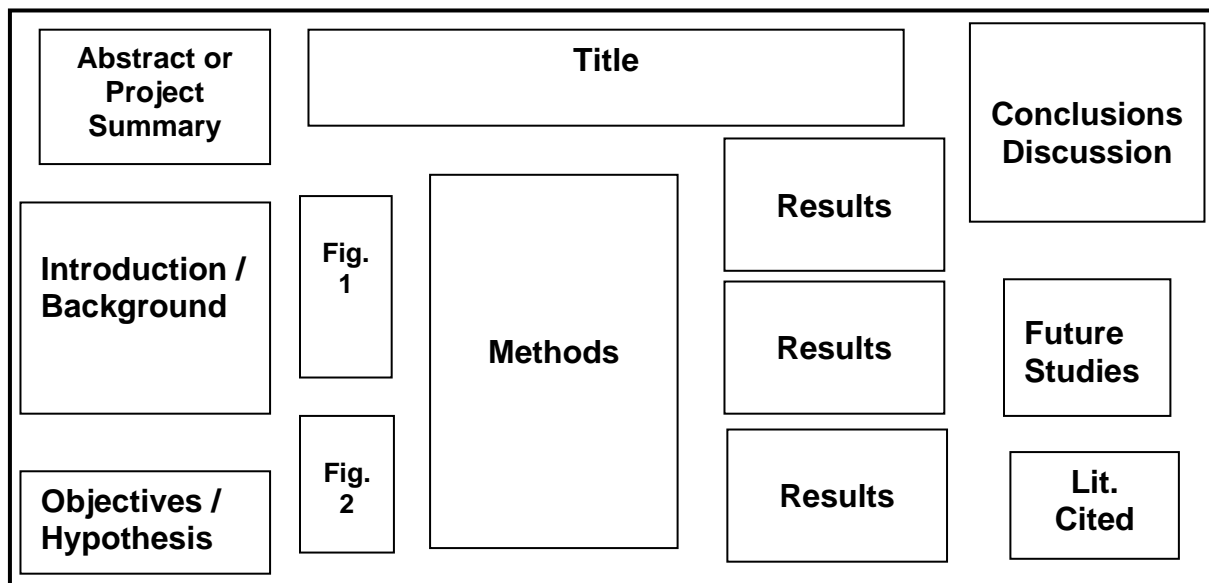 Abstract or
Project
Summary
Title
Conclusions
Discussion
Introduction /
Background
Fig.
1
Methods
Results
Results
Future
Studies
Objectives /
Hypothesis
Fig.
2
Results
Lit.
Cited